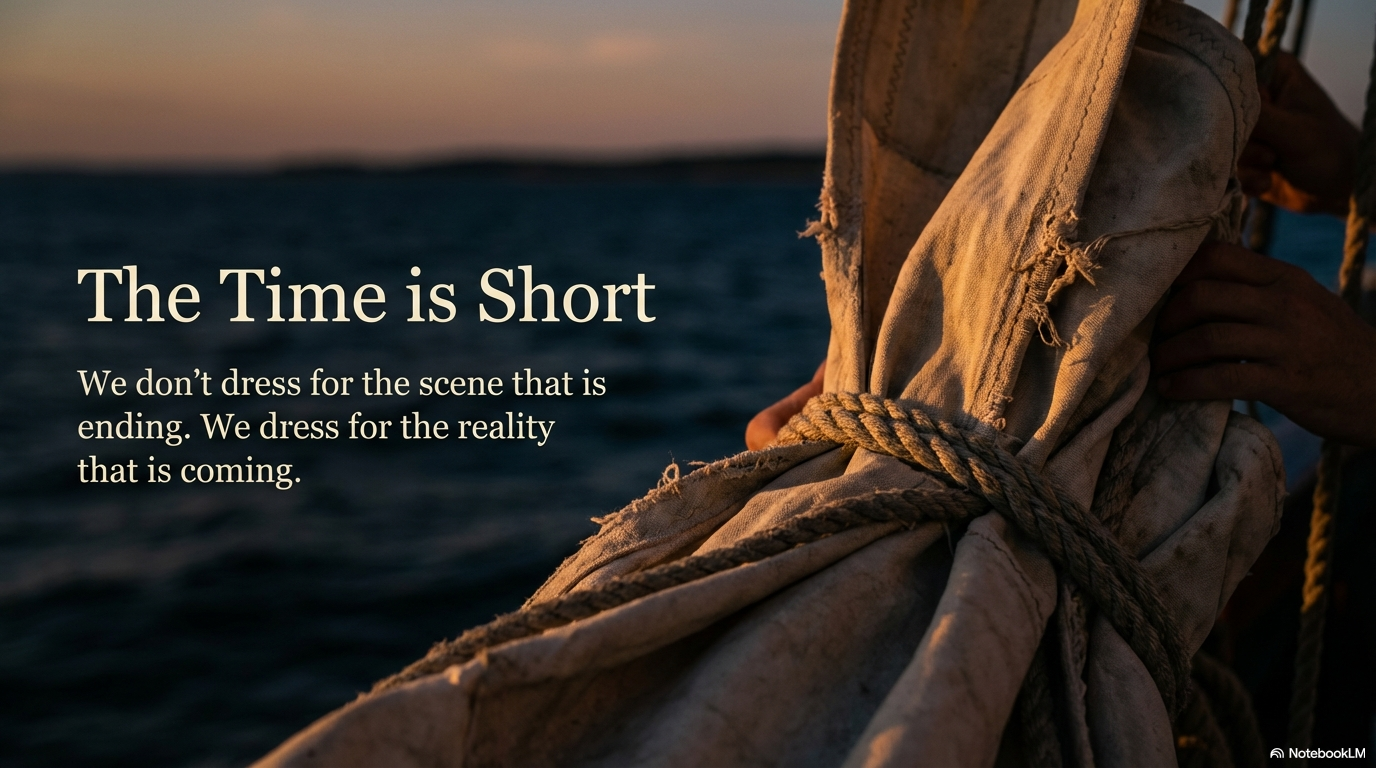 The Time is Short
We don’t dress for the scene that is
ending. We dress for the reality
that is coming.
NotebookLM